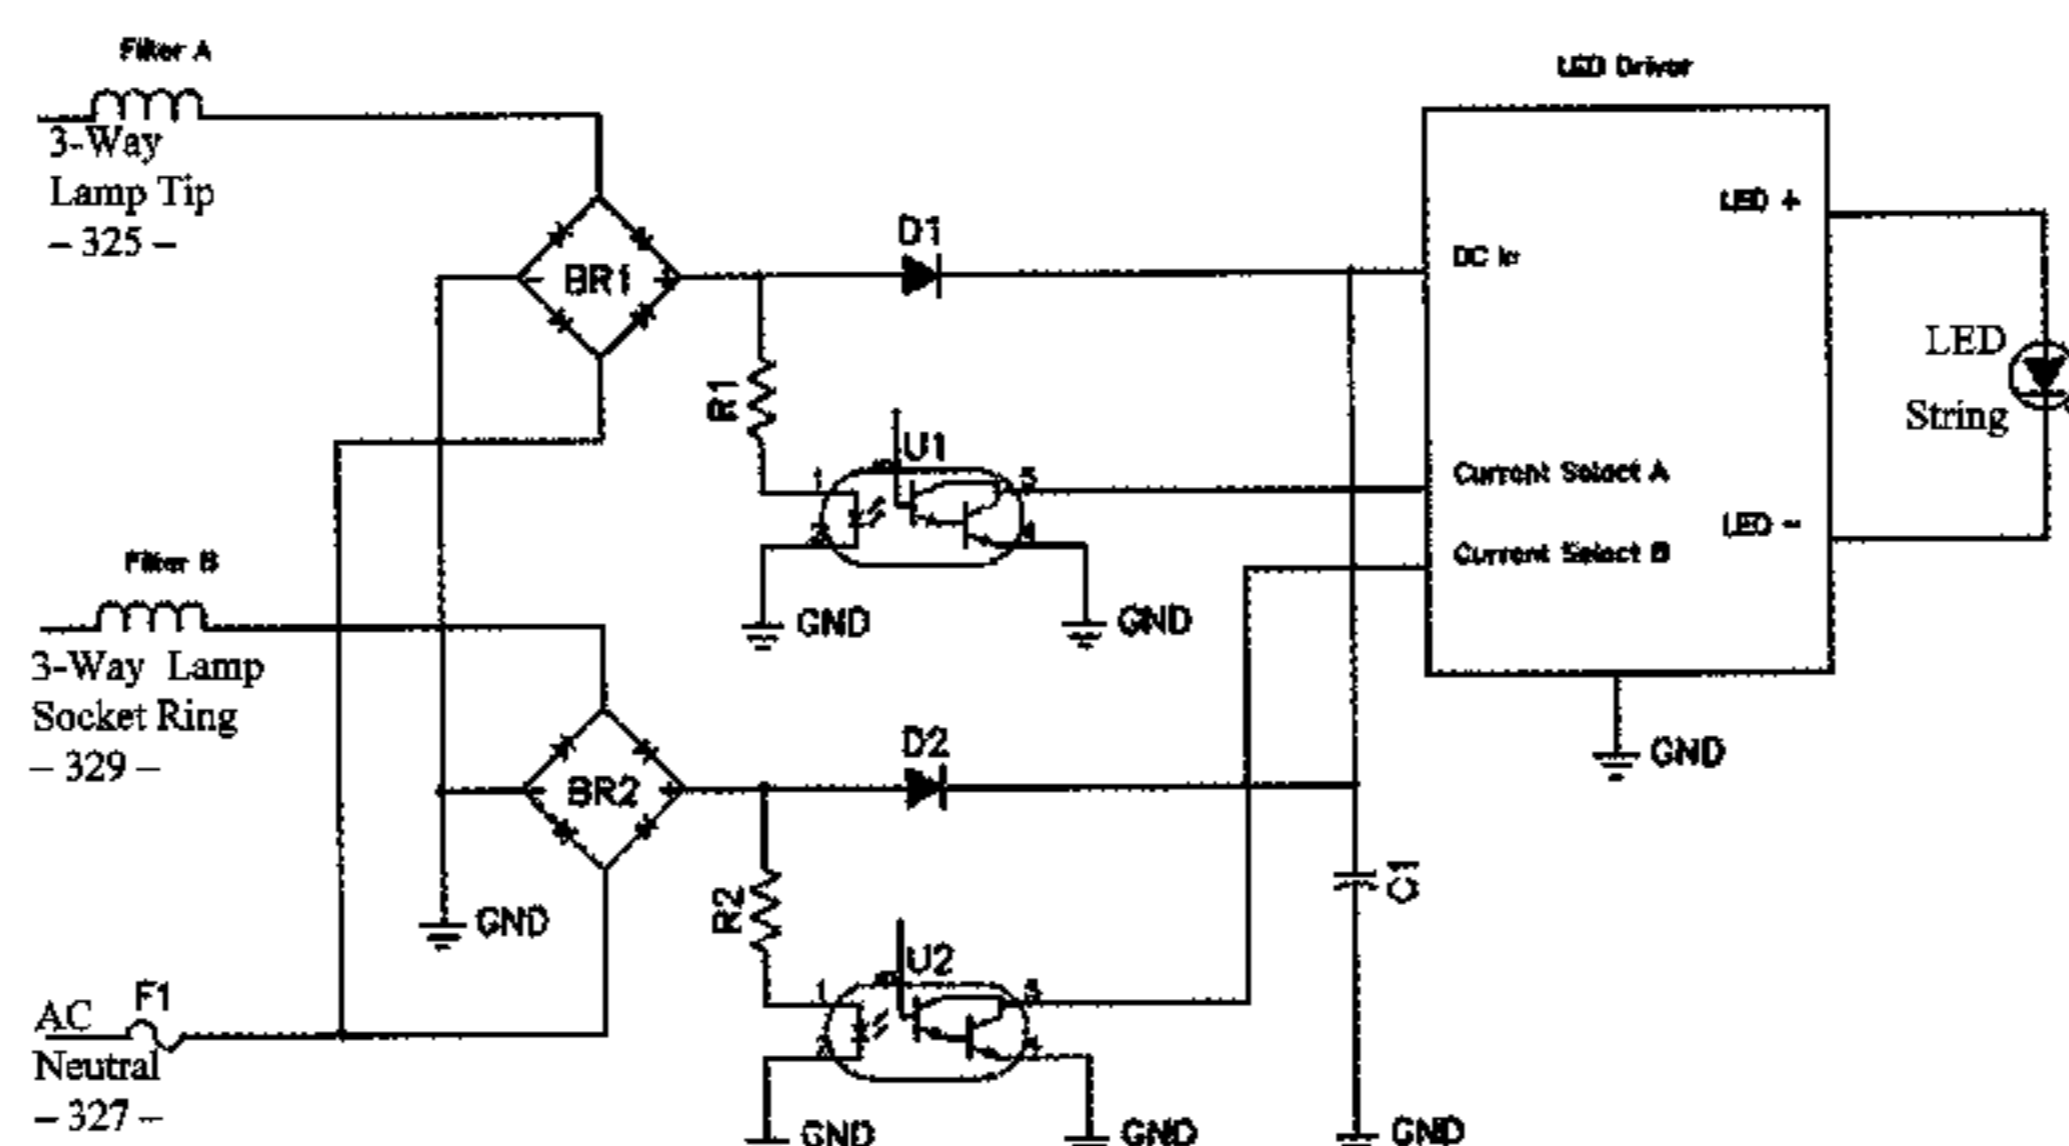 Filter A
3-Way
Lamp Tip
– 325 –
LED Driver
LED +
DC In
D1
BR1
R1
U1
1
5
2
4
GND
GND
Current Select A
Current Select B
LED -
LED
String
Filter B
3-Way Lamp
Socket Ring
– 329 –
GND
D2
BR2
R2
C1
GND
U2
1
5
2
4
GND
GND
GND
AC
F1
Neutral
– 327 –